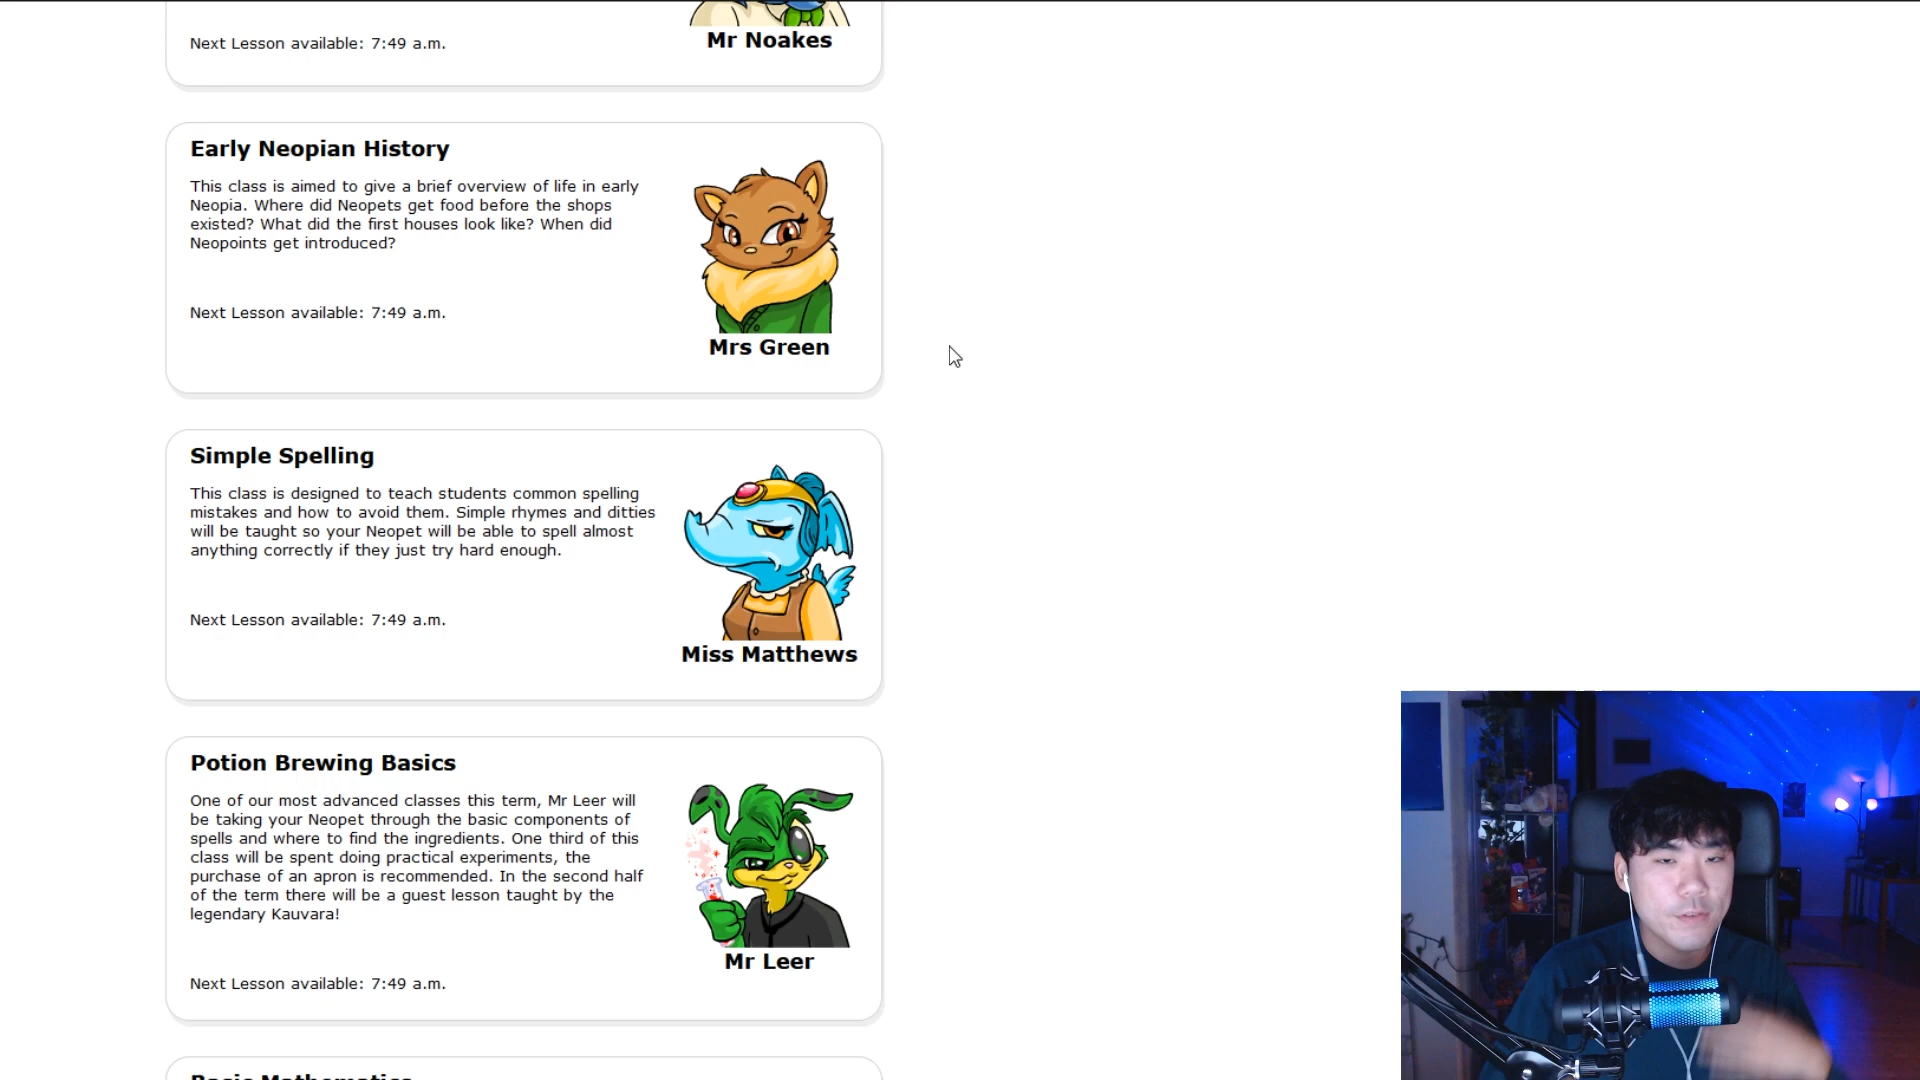 Next Lesson available: 7:49 a.m.
Mr Noakes
Early Neopian History
This class is aimed to give a brief overview of life in early
Neopia. Where did Neopets get food before the shops
existed? What did the first houses look like? When did
Neopoints get introduced?
Next Lesson available: 7:49 a.m.
Mrs Green
Simple Spelling
This class is designed to teach students common spelling
mistakes and how to avoid them. Simple rhymes and ditties
will be taught so your Neopet will be able to spell almost
anything correctly if they just try hard enough.
Next Lesson available: 7:49 a.m.
Miss Matthews
Potion Brewing Basics
One of our most advanced classes this term, Mr Leer will
be taking your Neopet through the basic components of
spells and where to find the ingredients. One third of this
class will be spent doing practical experiments, the
purchase of an apron is recommended. In the second half
of the term there will be a guest lesson taught by the
legendary Kauvara!
Next Lesson available: 7:49 a.m.
Mr Leer
Basic Mathematics